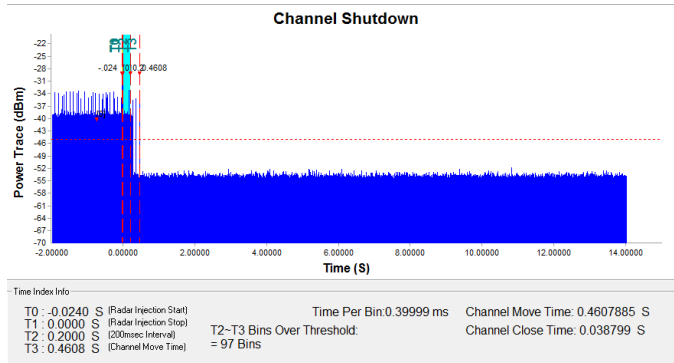 Channel Shutdown
-22
-25
-28
-31
-34
-37
-40
-43
-46
-49
-52
-55
-58
-61
-64
-67
-70
Power Trace (dBm)
T3
-.024
0.4608
-2.00000 0.00000 2.00000 4.00000 6.00000 8.00000 10.00000 12.00000 14.00000
Time (S)
Time Index Info
T0 : -0.0240 S (Radar Injection Start)
T1 : 0.0000 S (Radar Injection Stop)
T2 : 0.2000 S (200msec Interval)
T3 : 0.4608 S (Channel Move Time)
Time Per Bin:0.39999 ms
T2~T3 Bins Over Threshold:
= 97 Bins
Channel Move Time: 0.4607885 S
Channel Close Time: 0.038799 S